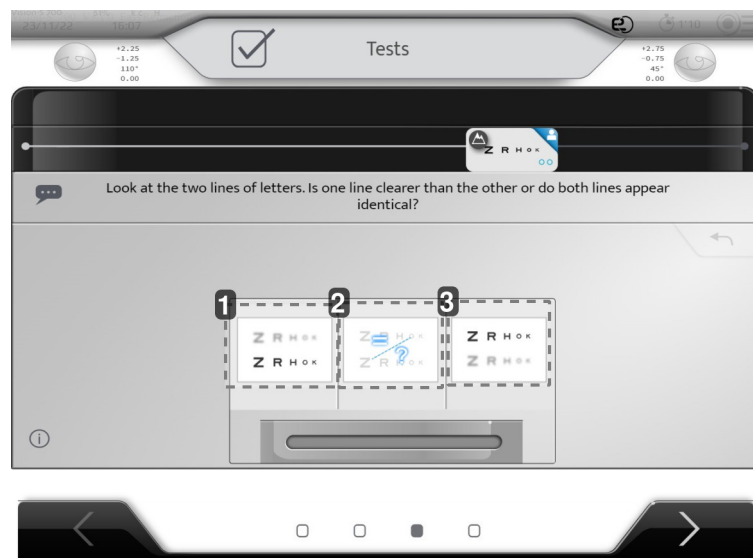 23/11/22 16:07
Tests
1:10
+2.25
-1.25
110°
0.00
+2.75
-0.75
45°
0.00
Z R H O K
Look at the two lines of letters. Is one line clearer than the other or do both lines appear
identical?
1 2 3
Z R H O K
Z R H O K
Z R H O K
= ?
Z R H O K
Z R H O K
Z R H O K
i